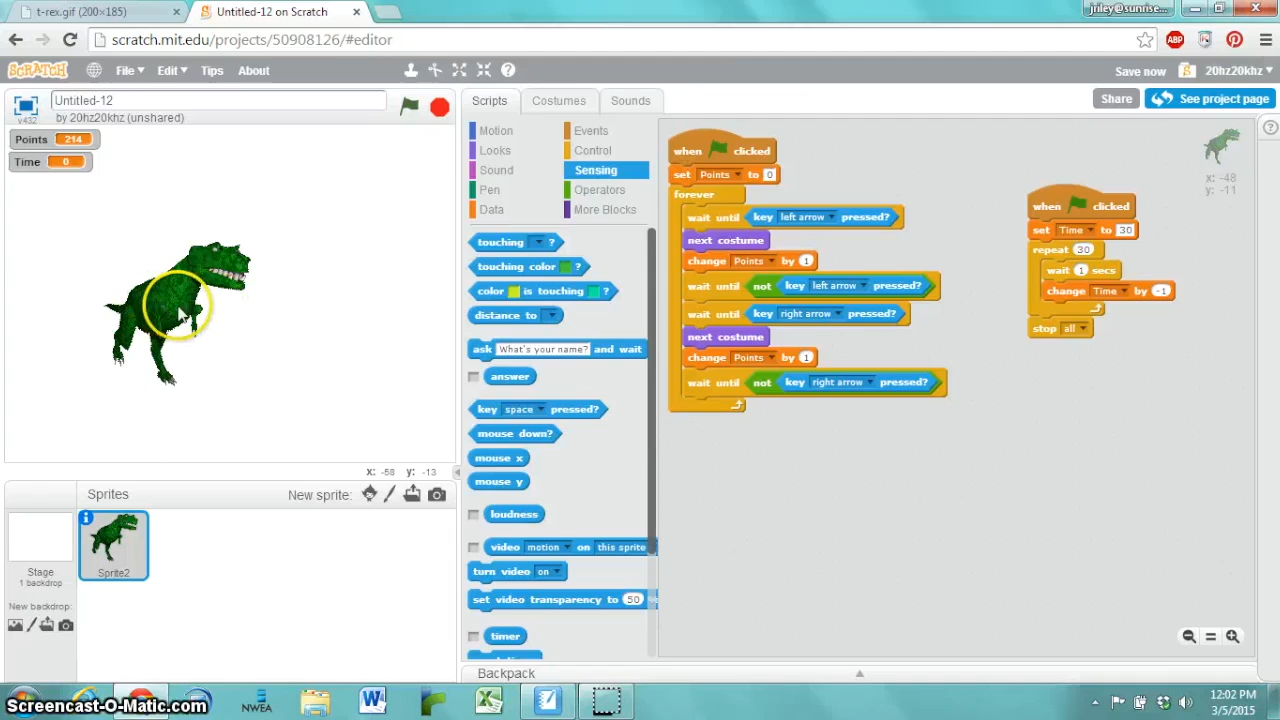 t-rex.gif (200×185)
Untitled-12 on Scratch
jriley@sunrise...
scratch.mit.edu/projects/50908126/#editor
ABP
SCRATCH
File
Edit
Tips
About
Save now
20hz20khz
v432
Untitled-12
by 20hz20khz (unshared)
Scripts
Costumes
Sounds
Share
See project page
Points 214
Time 0
Motion
Events
Looks
Control
Sound
Sensing
Pen
Operators
Data
More Blocks
touching ?
touching color ?
color is touching ?
distance to
ask What's your name? and wait
answer
key space pressed?
mouse down?
mouse x
mouse y
loudness
video motion on this sprite
turn video on
set video transparency to 50 %
timer
when clicked
set Points to 0
forever
wait until key left arrow pressed?
next costume
change Points by 1
wait until not key left arrow pressed?
wait until key right arrow pressed?
next costume
change Points by 1
wait until not key right arrow pressed?
when clicked
set Time to 30
repeat 30
wait 1 secs
change Time by -1
stop all
x: -48
y: -11
x: -58 y: -13
Sprites
New sprite:
Stage
1 backdrop
New backdrop:
Sprite2
Backpack
NWEA
Screencast-O-Matic.com
12:02 PM
3/5/2015